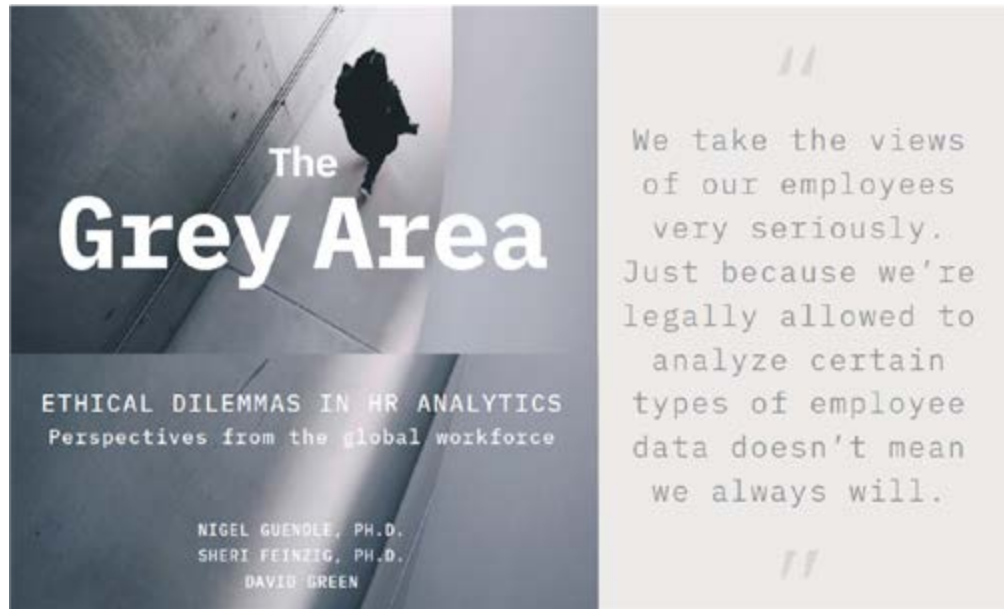 The
Grey Area
ETHICAL DILEMMAS IN HR ANALYTICS
Perspectives from the global workforce
NIGEL GUENOLE, PH.D.
SHERI FEINZIG, PH.D.
DAVID GREEN
"
We take the views
of our employees
very seriously.
Just because we're
legally allowed to
analyze certain
types of employee
data doesn't mean
we always will.
"